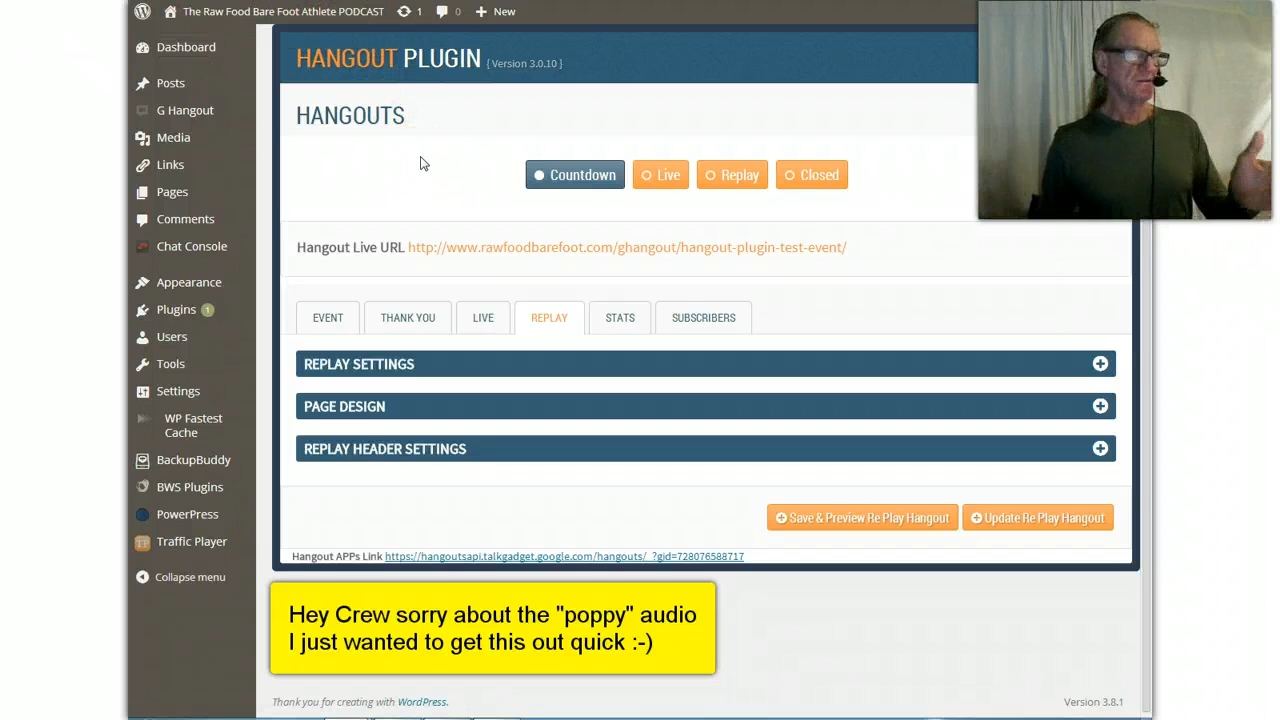 The Raw Food Bare Foot Athlete PODCAST 1 0 New
Dashboard
Posts
G Hangout
Media
Links
Pages
Comments
Chat Console
Appearance
Plugins 1
Users
Tools
Settings
WP Fastest
Cache
BackupBuddy
BWS Plugins
PowerPress
Traffic Player
Collapse menu
HANGOUT PLUGIN { Version 3.0.10 }
HANGOUTS
Countdown Live Replay Closed
Hangout Live URL http://www.rawfoodbarefoot.com/ghangout/hangout-plugin-test-event/
EVENT THANK YOU LIVE REPLAY STATS SUBSCRIBERS
REPLAY SETTINGS
PAGE DESIGN
REPLAY HEADER SETTINGS
Save & Preview Re Play Hangout Update Re Play Hangout
Hangout APPs Link https://hangoutsapi.talkgadget.google.com/hangouts/_?gid=728076588717
Hey Crew sorry about the "poppy" audio
I just wanted to get this out quick :-)
Thank you for creating with WordPress. Version 3.8.1